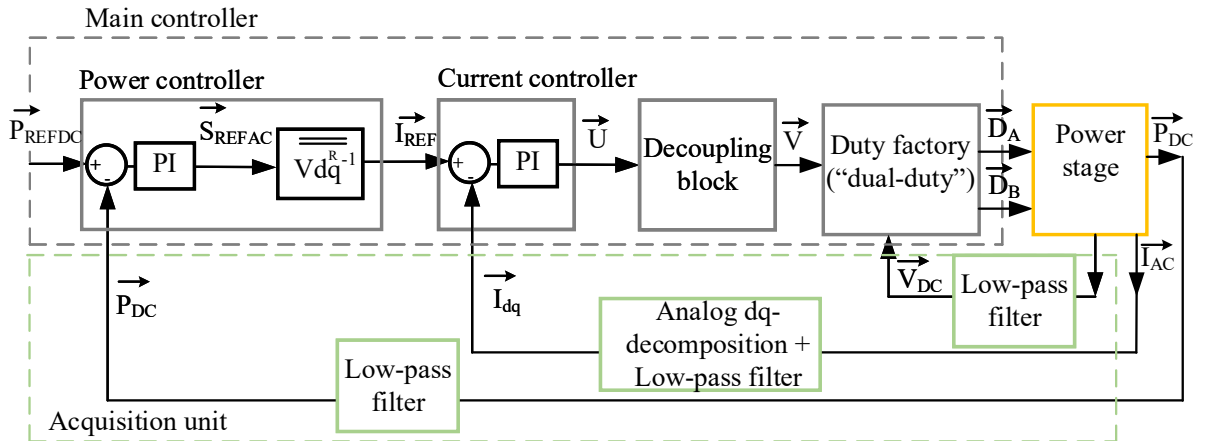 Main controller
Power controller
Current controller
P_REFDC
+
-
PI
S_REFAC
Vdq^R-1
I_REF
+
-
PI
U
Decoupling
block
V
Duty factory
(“dual-duty”)
D_A
D_B
Power
stage
P_DC
I_AC
V_DC
Low-pass
filter
P_DC
I_dq
Analog dq-
decomposition +
Low-pass filter
Low-pass
filter
Acquisition unit